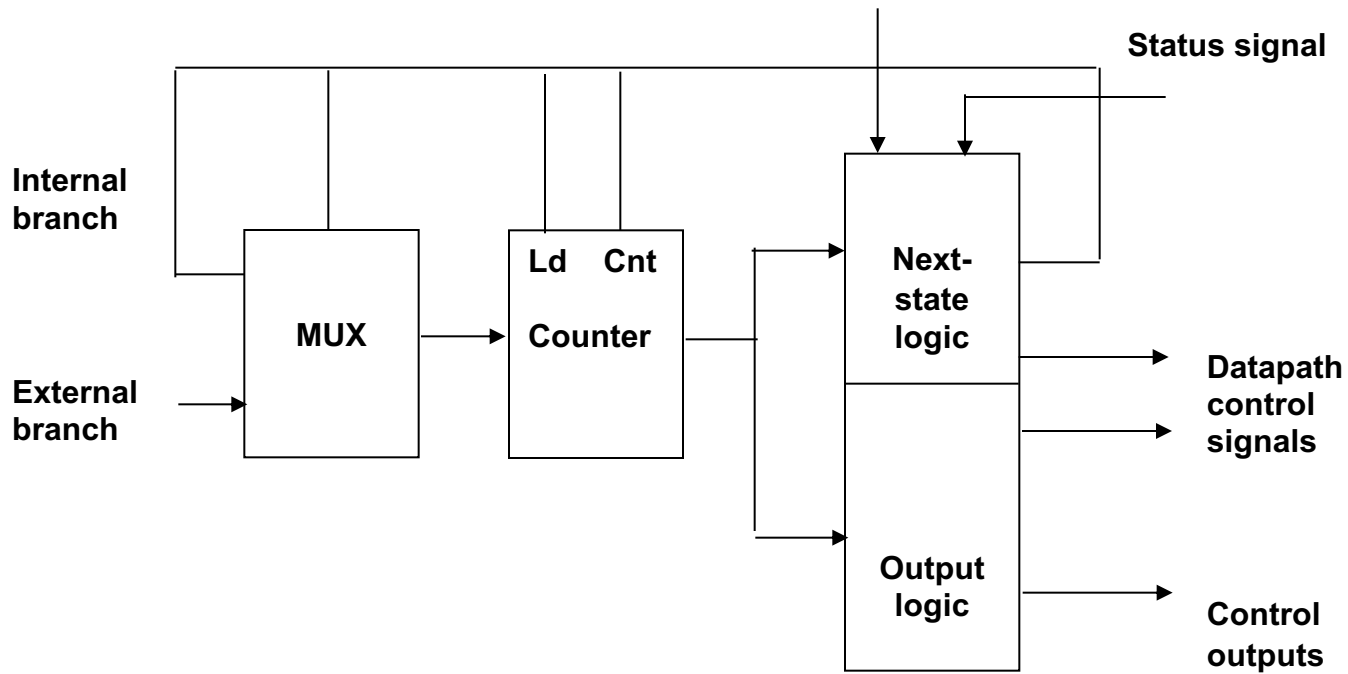 Status signal
Internal
branch
Ld Cnt
Next-
state
logic
MUX
Counter
External
branch
Datapath
control
signals
Output
logic
Control
outputs